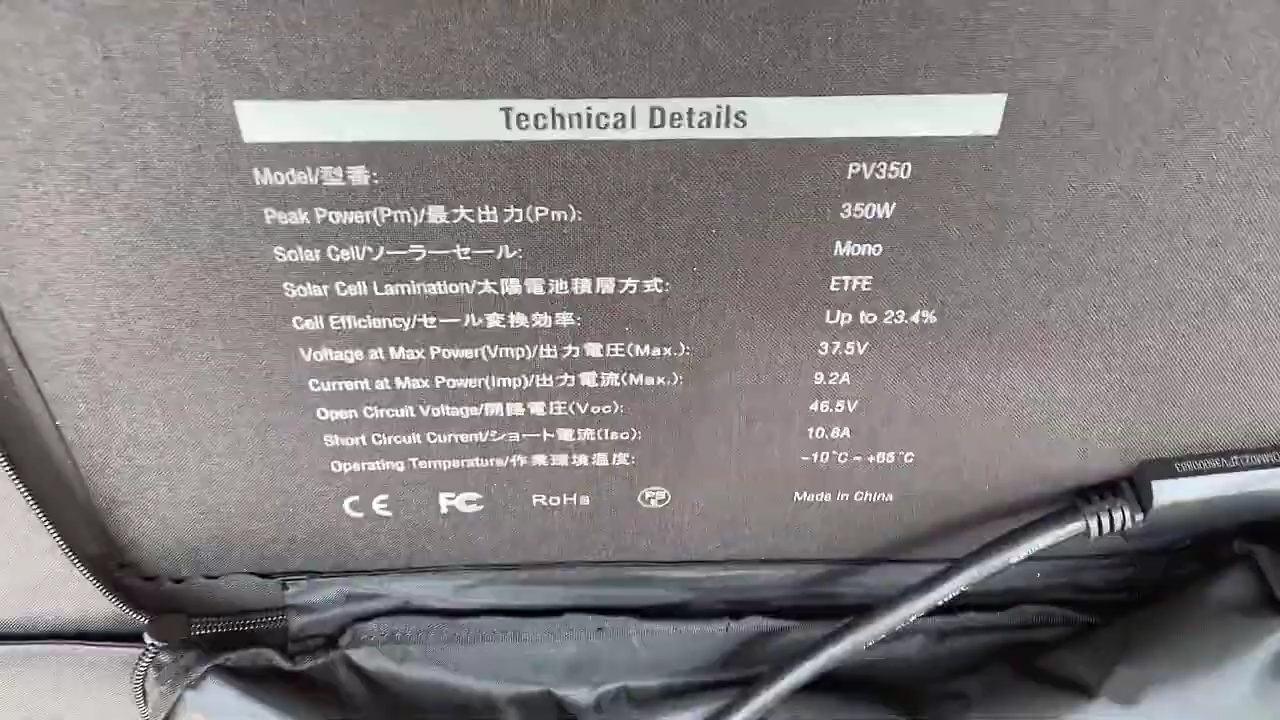 Technical Details
Model/型番: PV350
Peak Power(Pm)/最大出力(Pm): 350W
Solar Cell/ソーラーセール: Mono
Solar Cell Lamination/太陽電池積層方式: ETFE
Cell Efficiency/セール変換効率: Up to 23.4%
Voltage at Max Power(Vmp)/出力電圧(Max.): 37.5V
Current at Max Power(Imp)/出力電流(Max.): 9.2A
Open Circuit Voltage/開降電圧(Voc): 46.5V
Short Circuit Current/ショート電流(Isc): 10.8A
Operating Temperature/作業環境温度: -10°C ~ +65°C
CE FC RoHs PSE Made in China